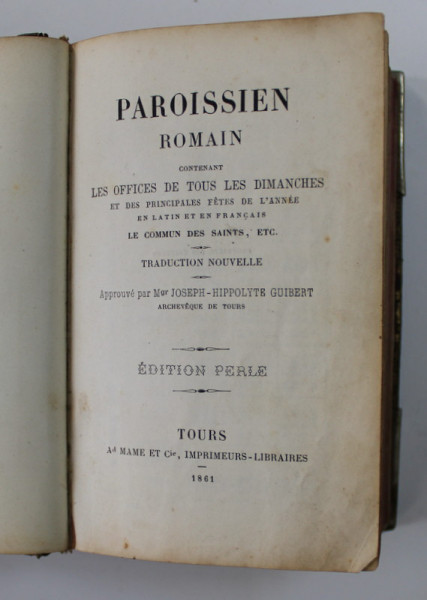 PAROISSIEN
ROMAIN
CONTENANT
LES OFFICES DE TOUS LES DIMANCHES
ET DES PRINCIPALES FÊTES DE L'ANNÉE
EN LATIN ET EN FRANÇAIS
LE COMMUN DES SAINTS, ETC.
TRADUCTION NOUVELLE
Approuvé par Mgr JOSEPH-HIPPOLYTE GUIBERT
ARCHEVÊQUE DE TOURS
ÉDITION PERLE
TOURS
Ad MAME ET Cie, IMPRIMEURS-LIBRAIRES
1861